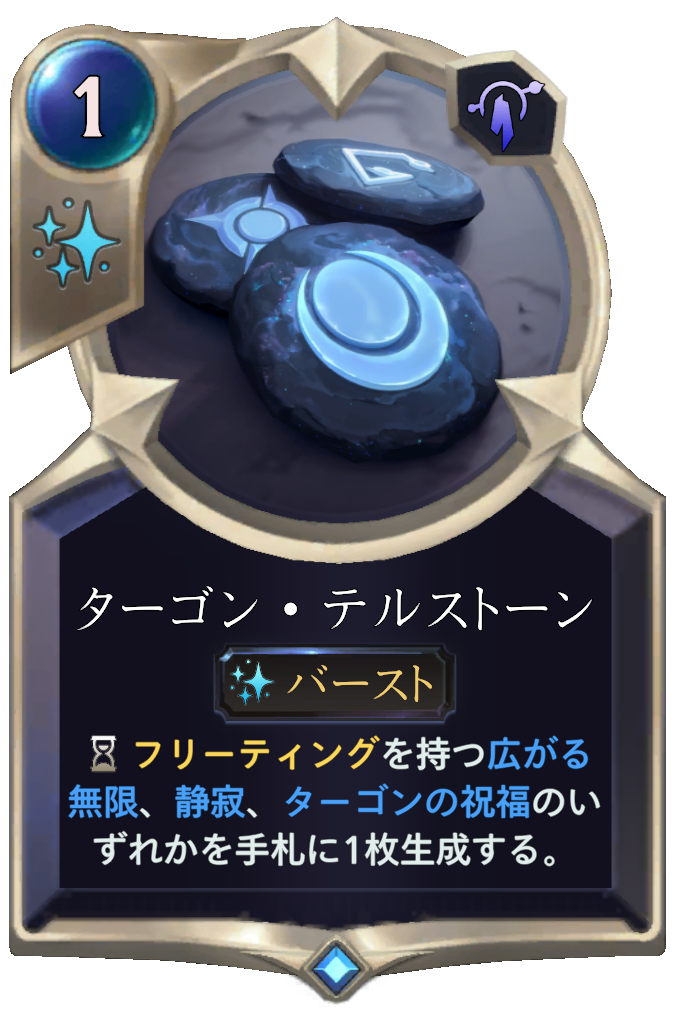 1
ターゴン・テルストーン
バースト
フリーティングを持つ広がる
無限、静寂、ターゴンの祝福のい
ずれかを手札に1枚生成する。